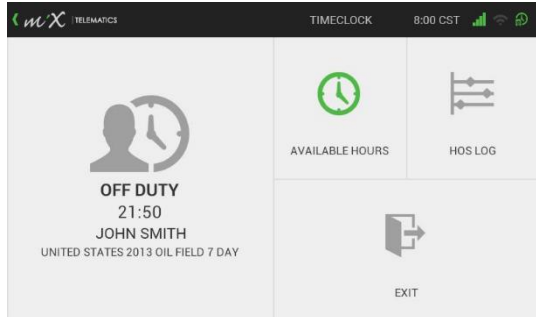 mX TELEMATICS
TIMECLOCK
8:00 CST
OFF DUTY
21:50
JOHN SMITH
UNITED STATES 2013 OIL FIELD 7 DAY
AVAILABLE HOURS
HOS LOG
EXIT